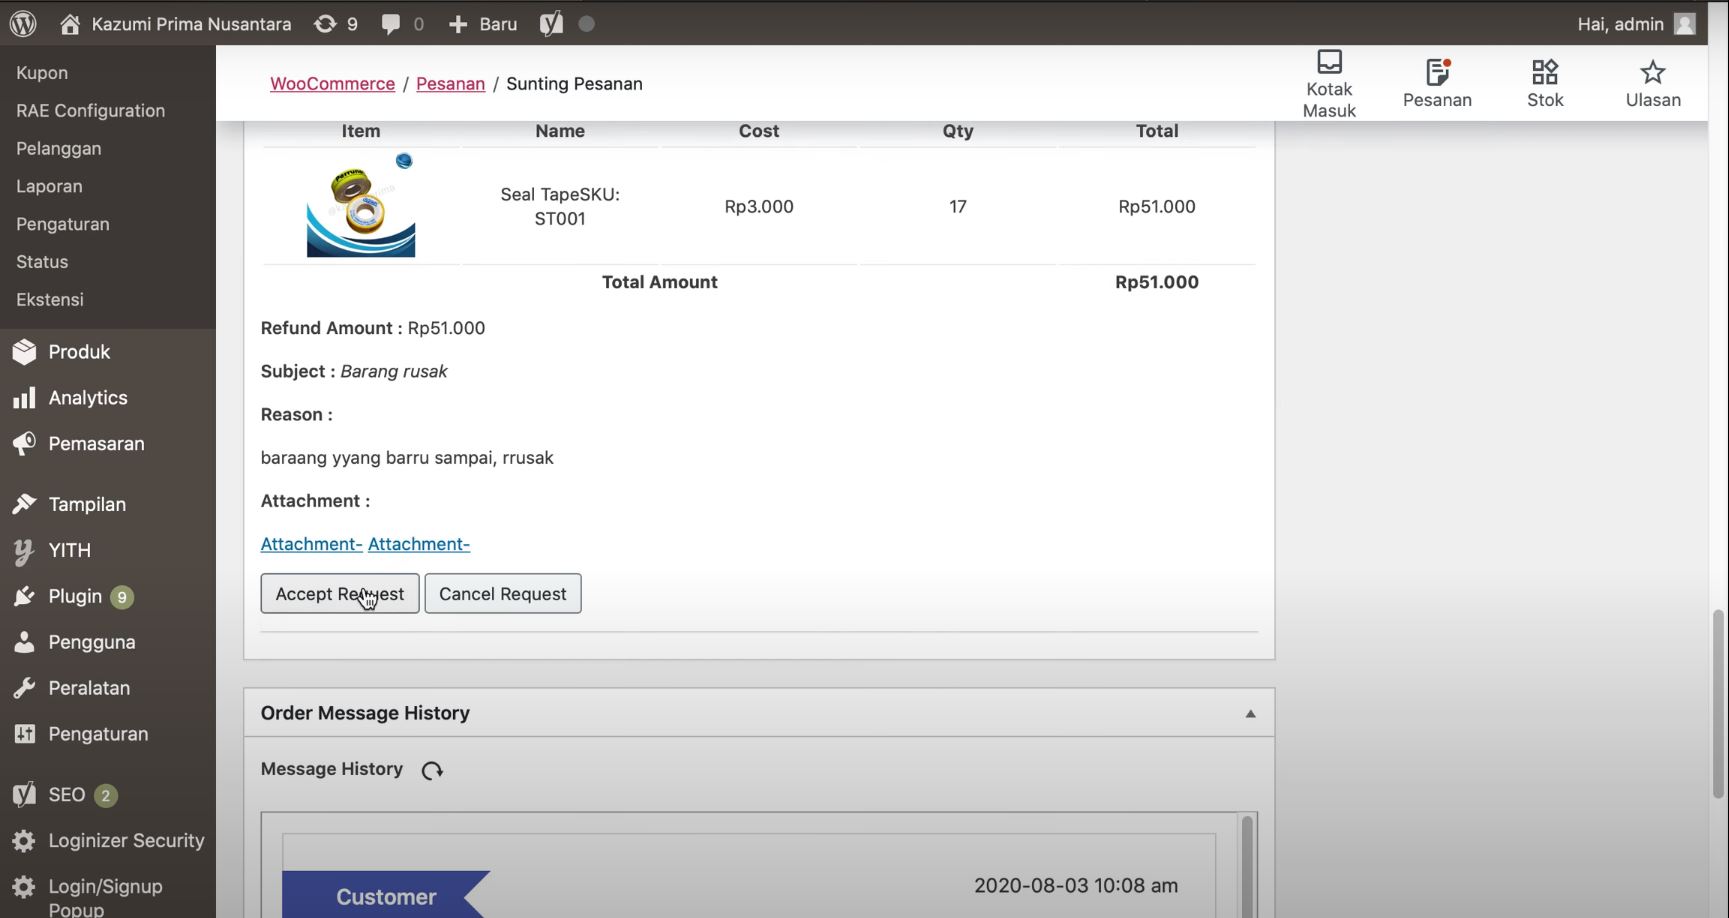 Kazumi Prima Nusantara 9 0 Baru
Hai, admin
Kupon
RAE Configuration
Pelanggan
Laporan
Pengaturan
Status
Ekstensi
Produk
Analytics
Pemasaran
Tampilan
YITH
Plugin 9
Pengguna
Peralatan
Pengaturan
SEO 2
Loginizer Security
Login/Signup
Popup
WooCommerce / Pesanan / Sunting Pesanan
Kotak
Masuk
Pesanan
Stok
Ulasan
Item Name Cost Qty Total
Seal TapeSKU:
ST001
Rp3.000 17 Rp51.000
Total Amount Rp51.000
Refund Amount : Rp51.000
Subject : Barang rusak
Reason :
baraang yyang barru sampai, rrusak
Attachment :
Attachment- Attachment-
Accept Request Cancel Request
Order Message History
Message History
Customer
2020-08-03 10:08 am